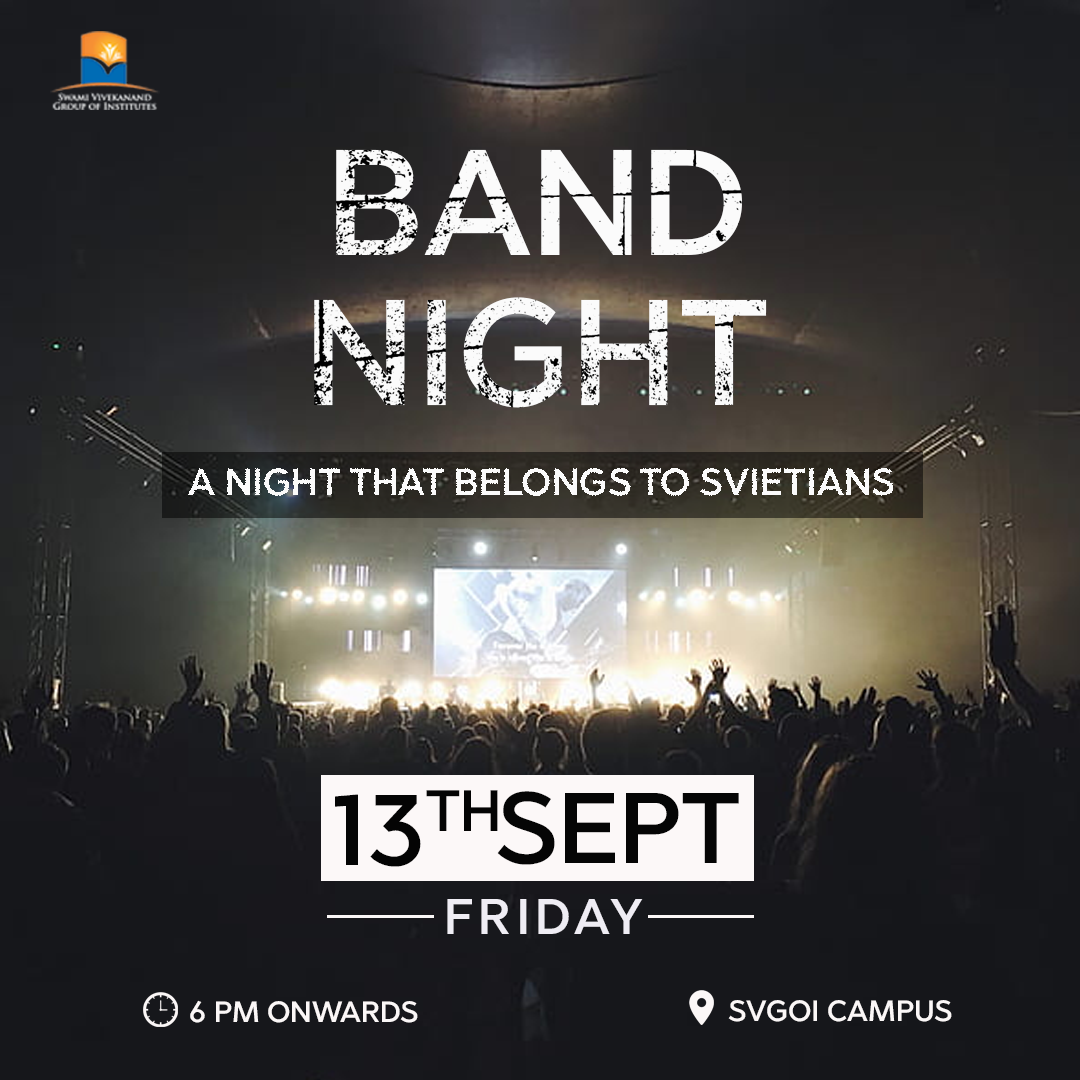 SWAMI VIVEKANAND
GROUP OF INSTITUTES
BAND
NIGHT
A NIGHT THAT BELONGS TO SVIETIANS
13THSEPT
FRIDAY
6 PM ONWARDS
SVGOI CAMPUS